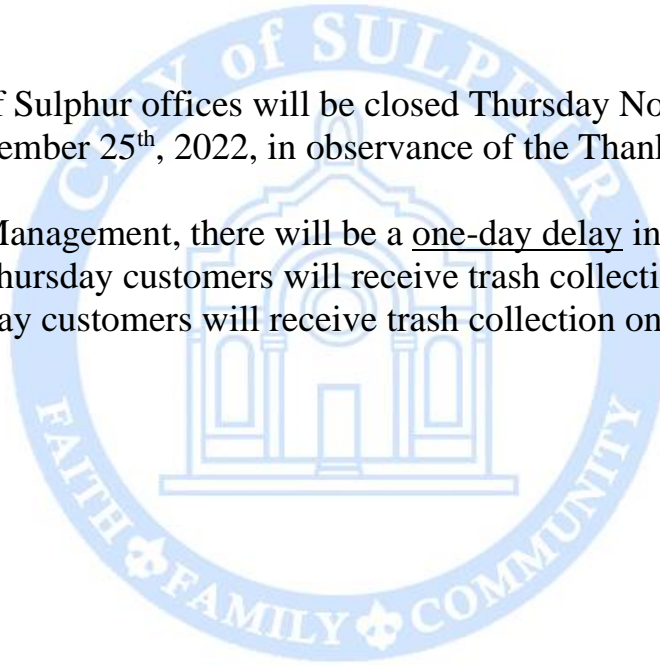 CITY of SULPHUR
f Sulphur offices will be closed Thursday No
ember 25th, 2022, in observance of the Thank
Management, there will be a one-day delay in
hursday customers will receive trash collecti
ay customers will receive trash collection on
FAITH FAMILY COMMUNITY